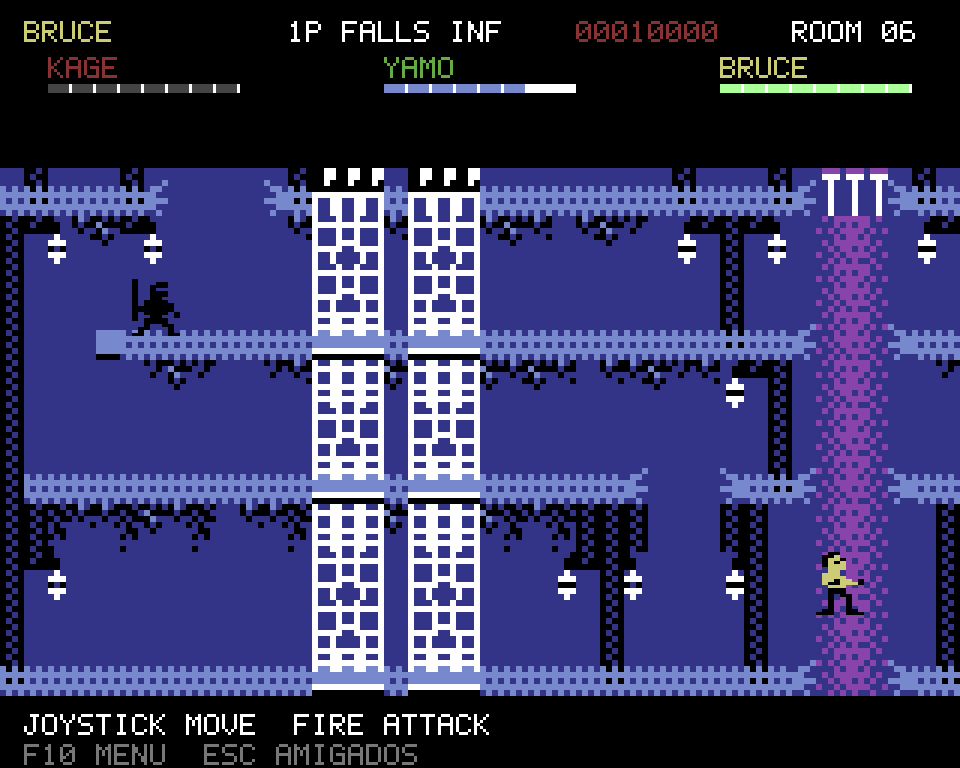 BRUCE 1P FALLS INF 00010000 ROOM 06
KAGE YAMO BRUCE
JOYSTICK MOVE FIRE ATTACK
F10 MENU ESC AMIGADOS